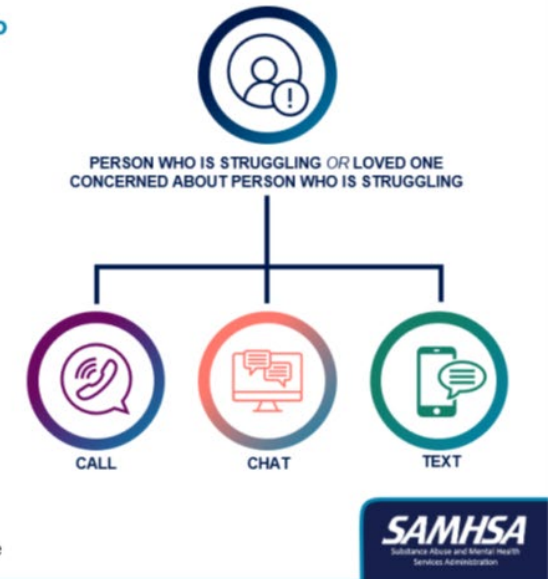 PERSON WHO IS STRUGGLING OR LOVED ONE
CONCERNED ABOUT PERSON WHO IS STRUGGLING
CALL
CHAT
TEXT
SAMHSA
Substance Abuse and Mental Health
Services Administration